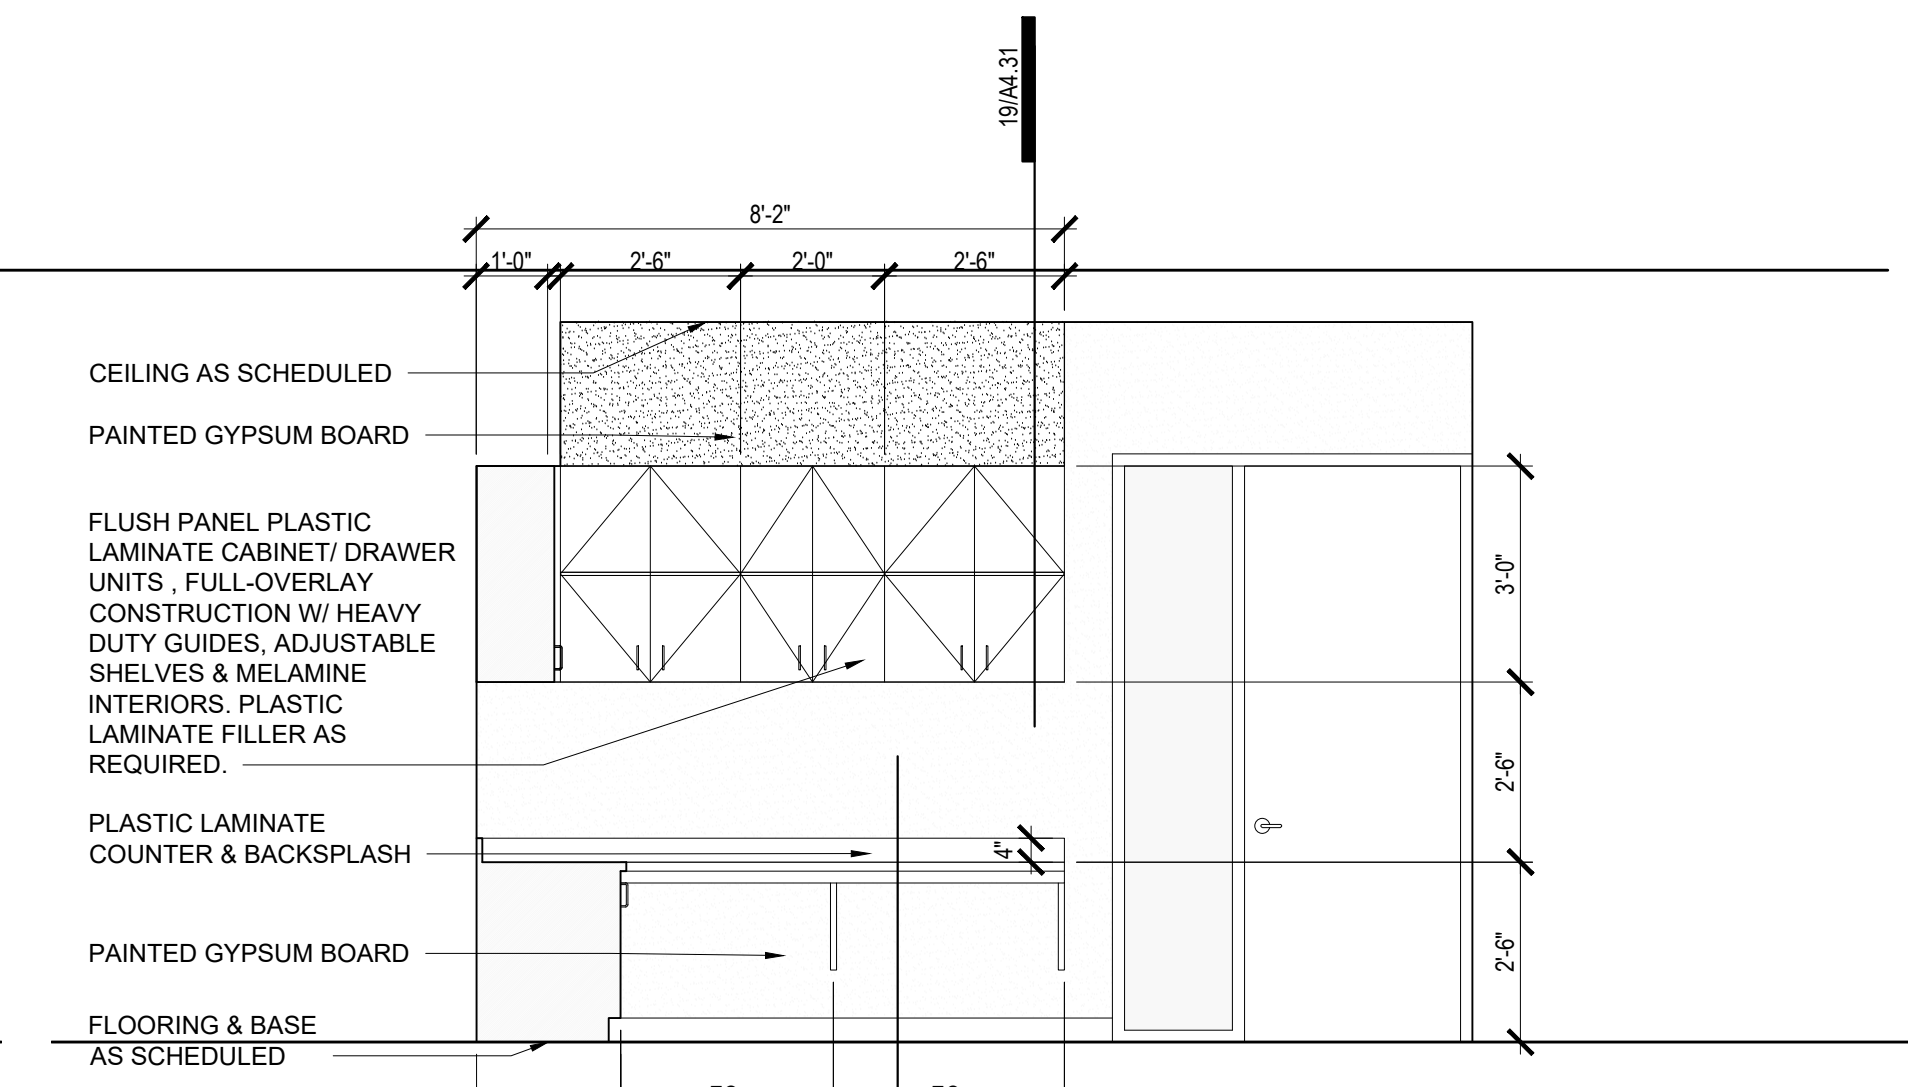 19/A4.31
8'-2"
1'-0"
2'-6"
2'-0"
2'-6"
CEILING AS SCHEDULED
PAINTED GYPSUM BOARD
FLUSH PANEL PLASTIC
LAMINATE CABINET/ DRAWER
UNITS , FULL-OVERLAY
CONSTRUCTION W/ HEAVY
DUTY GUIDES, ADJUSTABLE
SHELVES & MELAMINE
INTERIORS. PLASTIC
LAMINATE FILLER AS
REQUIRED.
3'-0"
2'-6"
PLASTIC LAMINATE
COUNTER & BACKSPLASH
4"
PAINTED GYPSUM BOARD
2'-6"
FLOORING & BASE
AS SCHEDULED